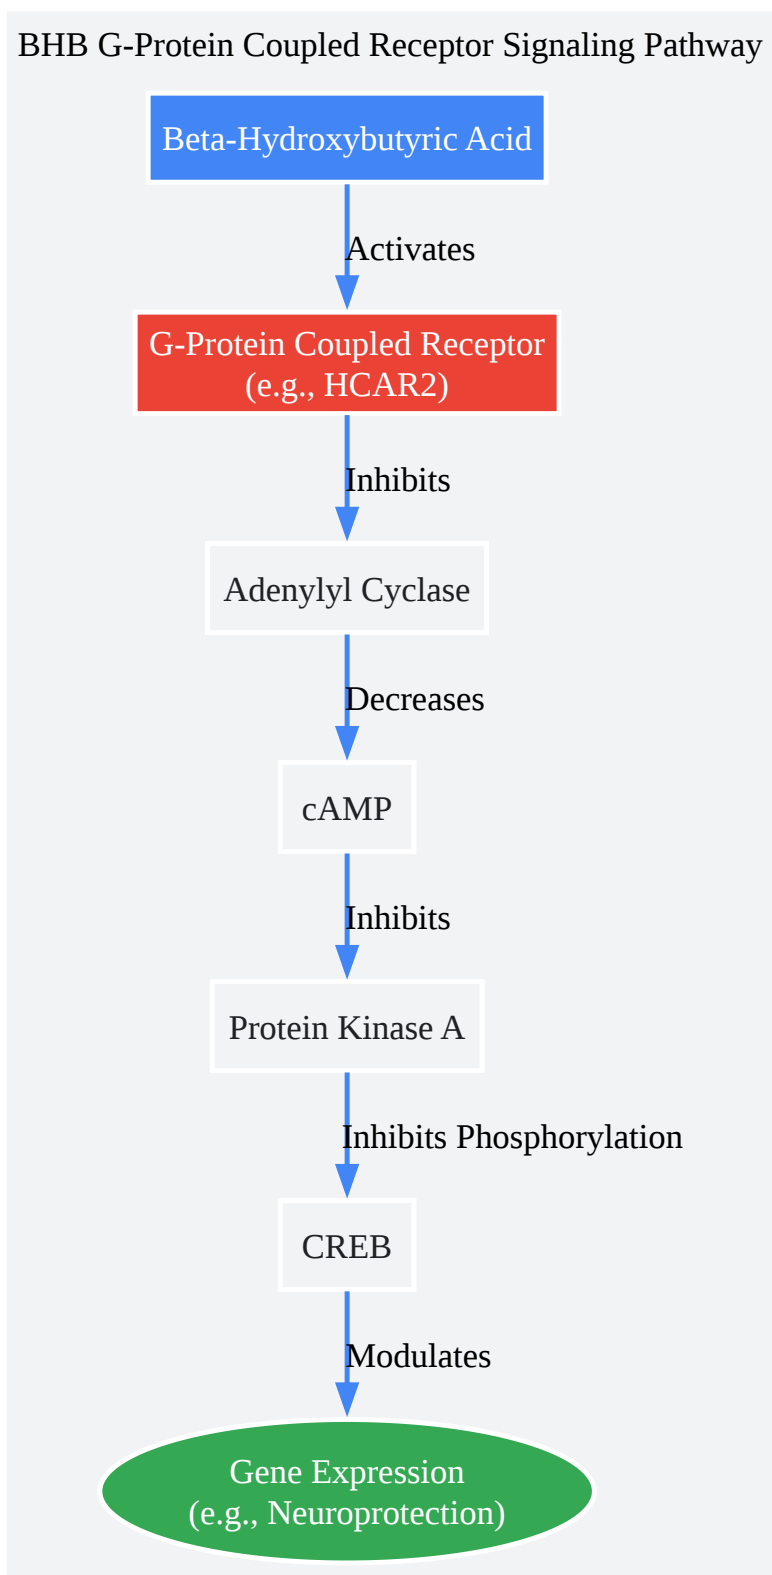 BHB G-Protein Coupled Receptor Signaling Pathway
Beta-Hydroxybutyric Acid
Activates
G-Protein Coupled Receptor
(e.g., HCAR2)
Inhibits
Adenylyl Cyclase
Decreases
cAMP
Inhibits
Protein Kinase A
Inhibits Phosphorylation
CREB
Modulates
Gene Expression
(e.g., Neuroprotection)